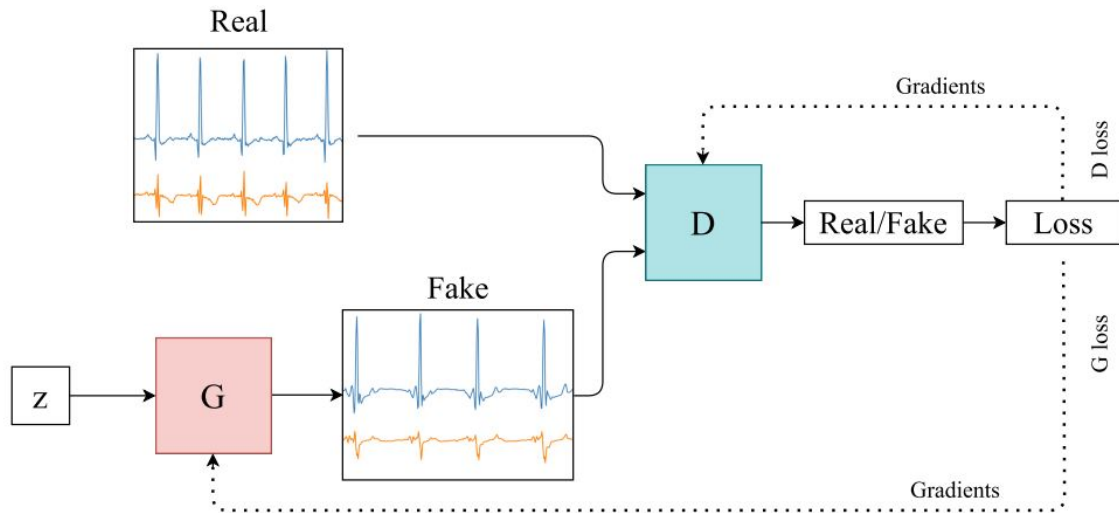 Real
Gradients
D loss
D
Real/Fake
Loss
Fake
G loss
z
G
Gradients